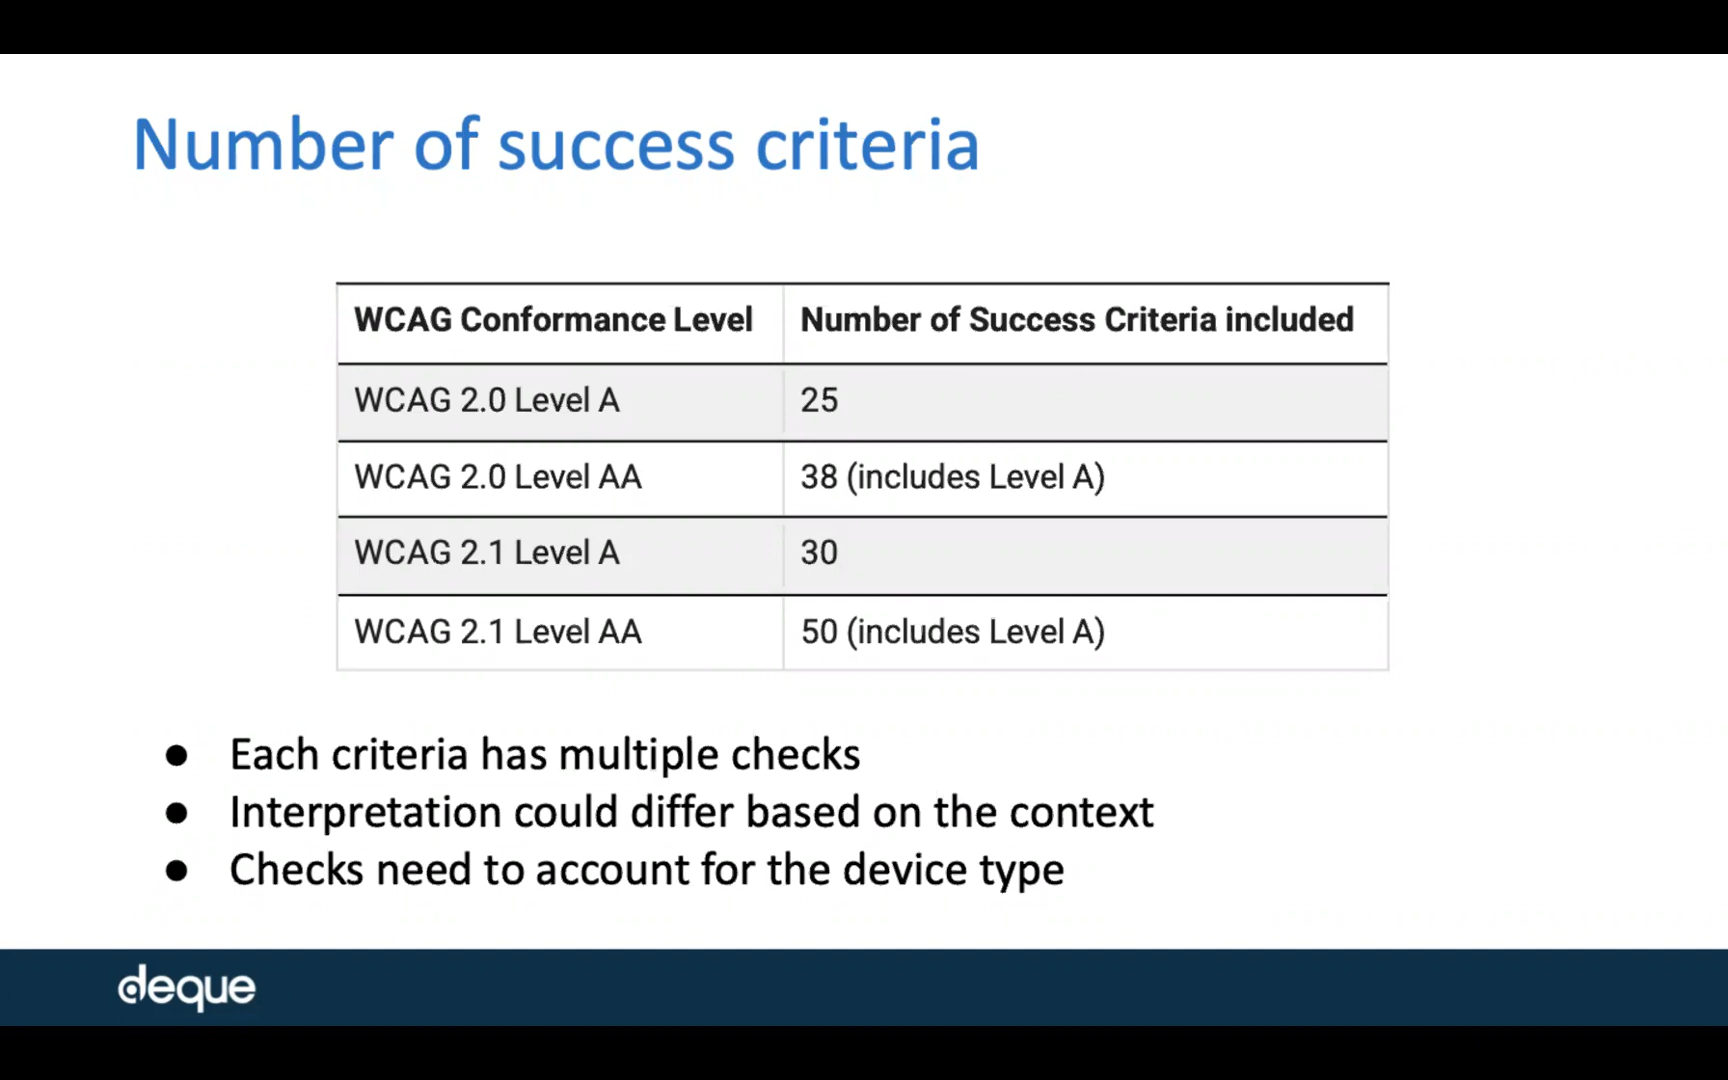 Number of success criteria
WCAG Conformance Level Number of Success Criteria included
WCAG 2.0 Level A 25
WCAG 2.0 Level AA 38 (includes Level A)
WCAG 2.1 Level A 30
WCAG 2.1 Level AA 50 (includes Level A)
● Each criteria has multiple checks
● Interpretation could differ based on the context
● Checks need to account for the device type
deque